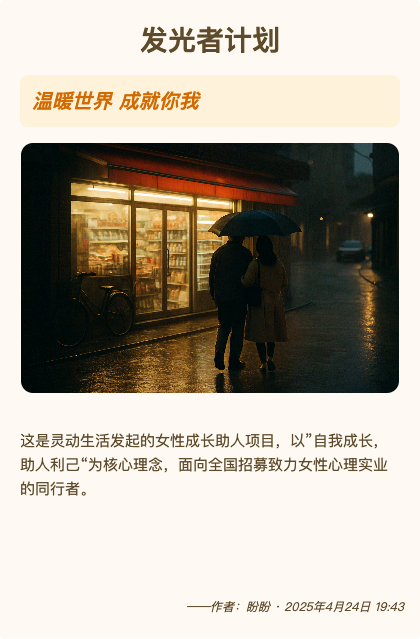 发光者计划
温暖世界 成就你我
这是灵动生活发起的女性成长助人项目，以”自我成长，
助人利己“为核心理念，面向全国招募致力女性心理实业
的同行者。
——作者：盼盼 · 2025年4月24日 19:43